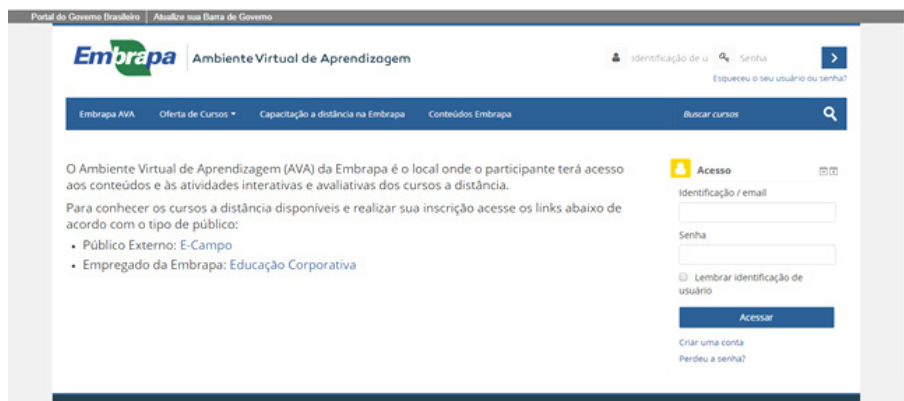 Portal do Governo Brasileiro Atualize sua Barra de Governo
Embrapa Ambiente Virtual de Aprendizagem
Identificação de u Senha
Esqueceu o seu usuário ou senha?
Embrapa AVA Oferta de Cursos Capacitação a distância na Embrapa Conteúdos Embrapa Buscar cursos
O Ambiente Virtual de Aprendizagem (AVA) da Embrapa é o local onde o participante terá acesso
aos conteúdos e às atividades interativas e avaliativas dos cursos a distância.
Para conhecer os cursos a distância disponíveis e realizar sua inscrição acesse os links abaixo de
acordo com o tipo de público:
• Público Externo: E-Campo
• Empregado da Embrapa: Educação Corporativa
Acesso
Identificação / email
Senha
Lembrar identificação de
usuário
Acessar
Criar uma conta
Perdeu a senha?